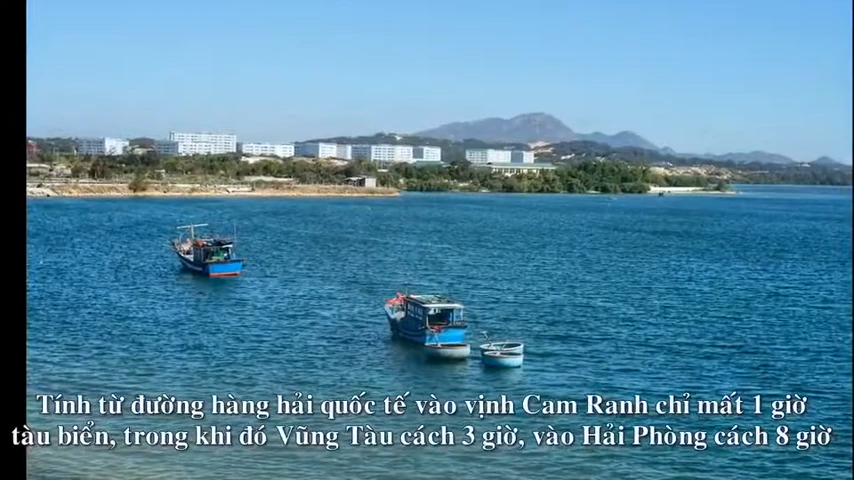 Tính từ đường hàng hải quốc tế vào vịnh Cam Ranh chỉ mất 1 giờ
tàu biển, trong khi đó Vũng Tàu cách 3 giờ, vào Hải Phòng cách 8 giờ